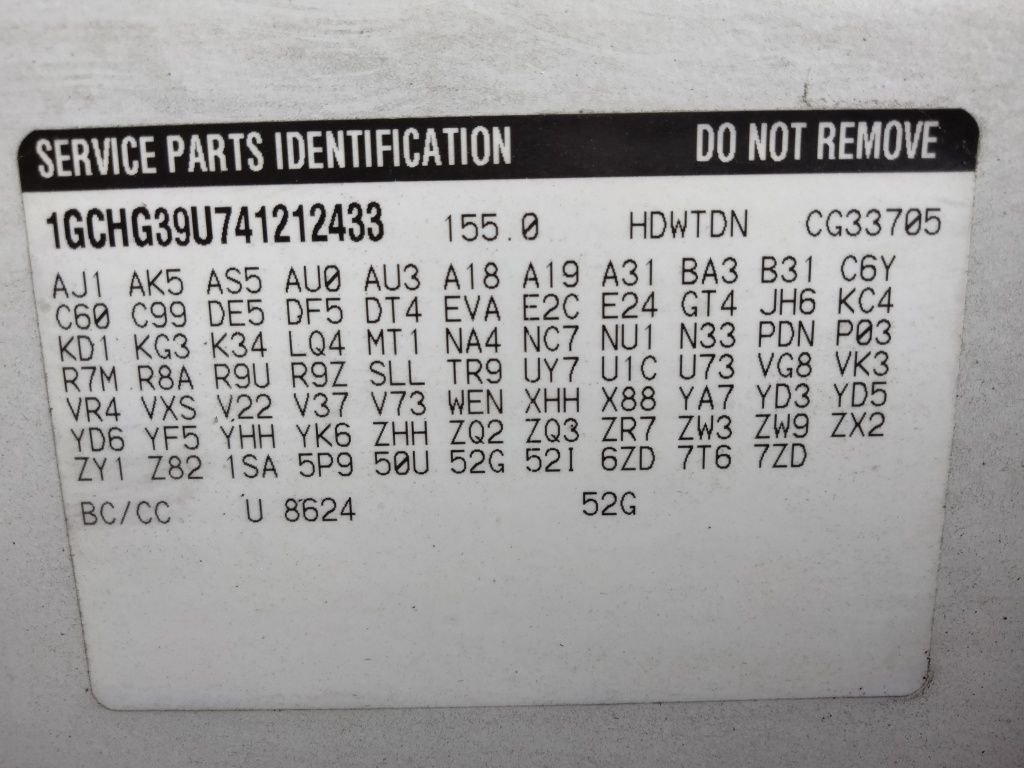 SERVICE PARTS IDENTIFICATION DO NOT REMOVE
1GCHG39U741212433 155.0 HDWTDN CG33705
AJ1 AK5 AS5 AU0 AU3 A18 A19 A31 BA3 B31 C6Y
C60 C99 DE5 DF5 DT4 EVA E2C E24 GT4 JH6 KC4
KD1 KG3 K34 LQ4 MT1 NA4 NC7 NU1 N33 PDN P03
R7M R8A R9U R9Z SLL TR9 UY7 U1C U73 VG8 VK3
VR4 VXS V22 V37 V73 WEN XHH X88 YA7 YD3 YD5
YD6 YF5 YHH YK6 ZHH ZQ2 ZQ3 ZR7 ZW3 ZW9 ZX2
ZY1 Z82 1SA 5P9 50U 52G 52I 6ZD 7T6 7ZD
BC/CC U 8624 52G